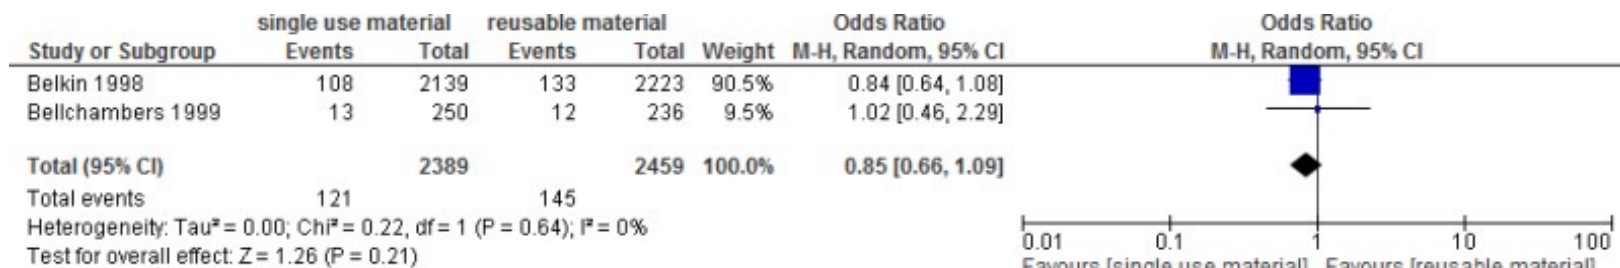 single use material reusable material Odds Ratio Odds Ratio
Study or Subgroup Events Total Events Total Weight M-H, Random, 95% CI M-H, Random, 95% CI
Belkin 1998 108 2139 133 2223 90.5% 0.84 [0.64, 1.08]
Bellchambers 1999 13 250 12 236 9.5% 1.02 [0.46, 2.29]
Total (95% CI) 2389 2459 100.0% 0.85 [0.66, 1.09]
Total events 121 145
Heterogeneity: Tau² = 0.00; Chi² = 0.22, df = 1 (P = 0.64); I² = 0%
Test for overall effect: Z = 1.26 (P = 0.21)
0.01 0.1 1 10 100
Favours [single use material] Favours [reusable material]